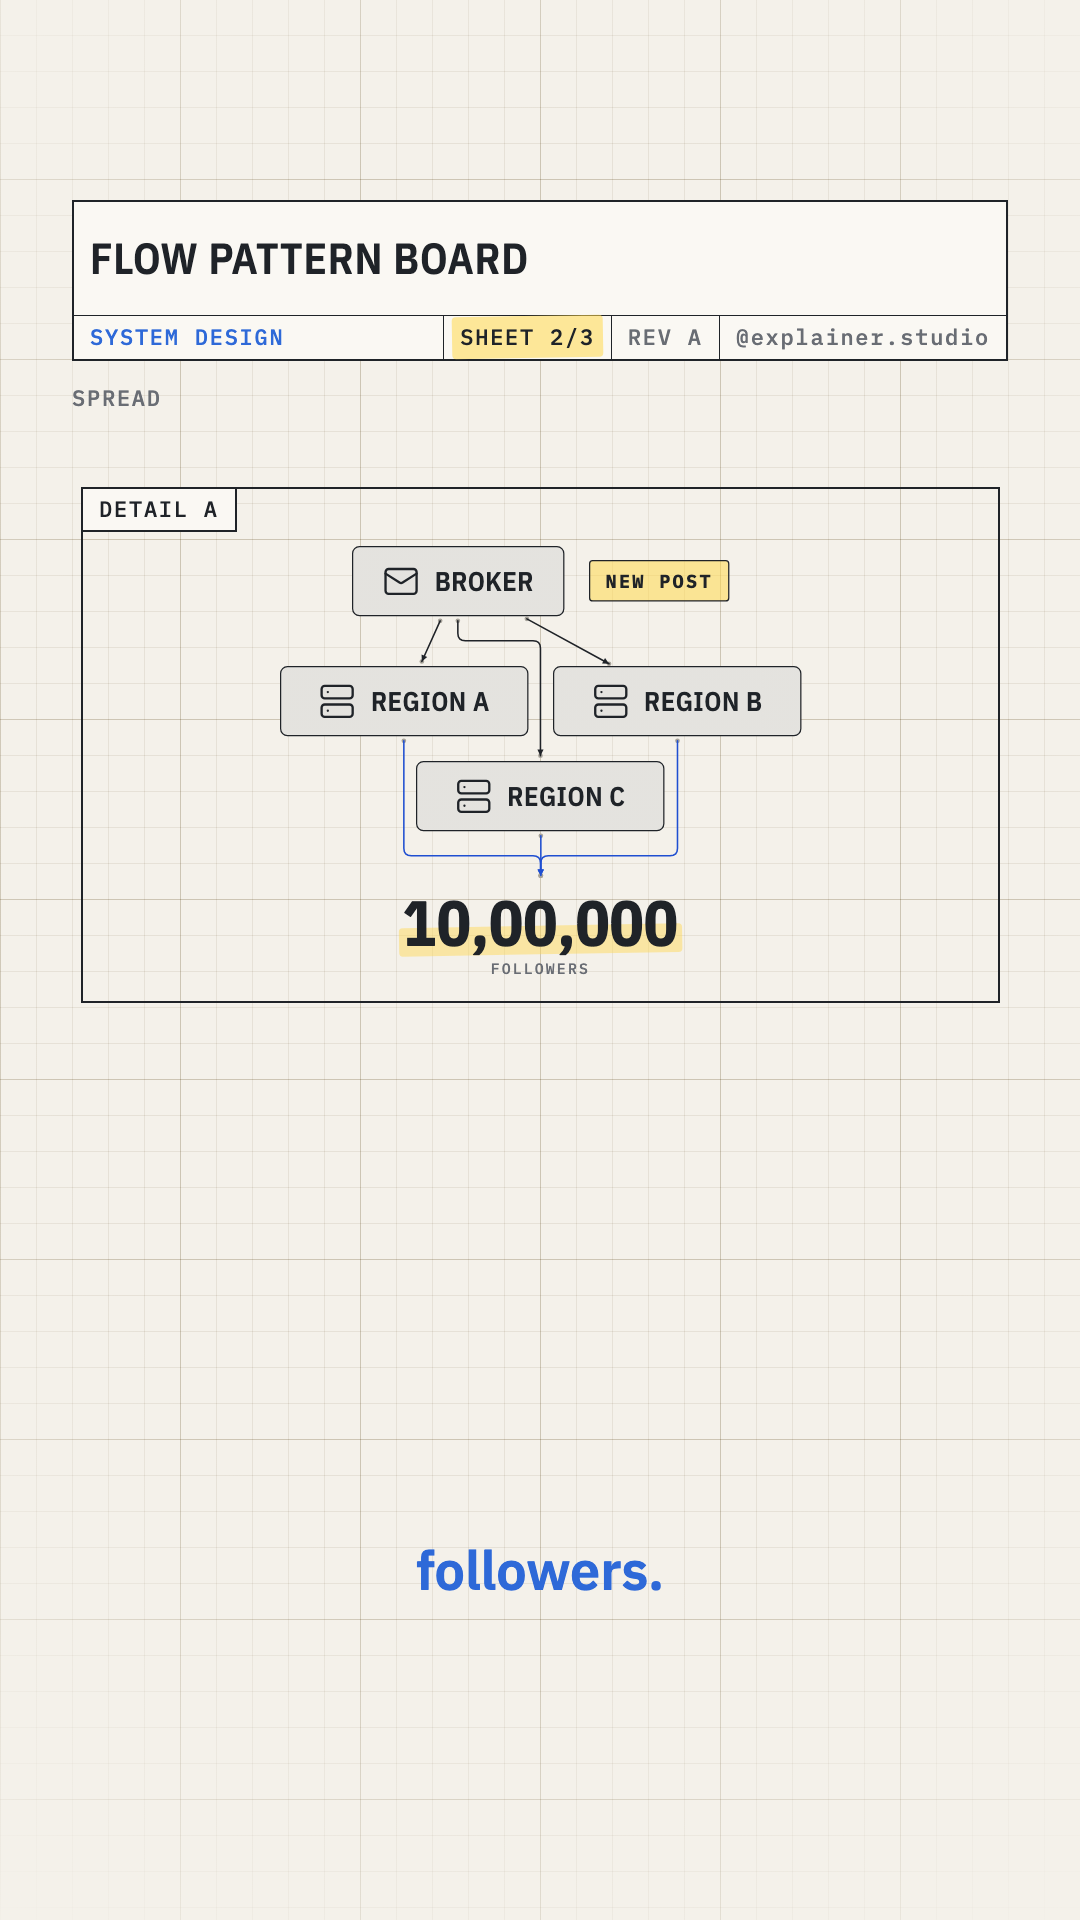 FLOW PATTERN BOARD
SYSTEM DESIGN SHEET 2/3 REV A @explainer.studio
SPREAD
DETAIL A
BROKER NEW POST
REGION A REGION B
REGION C
10,00,000
FOLLOWERS
followers.